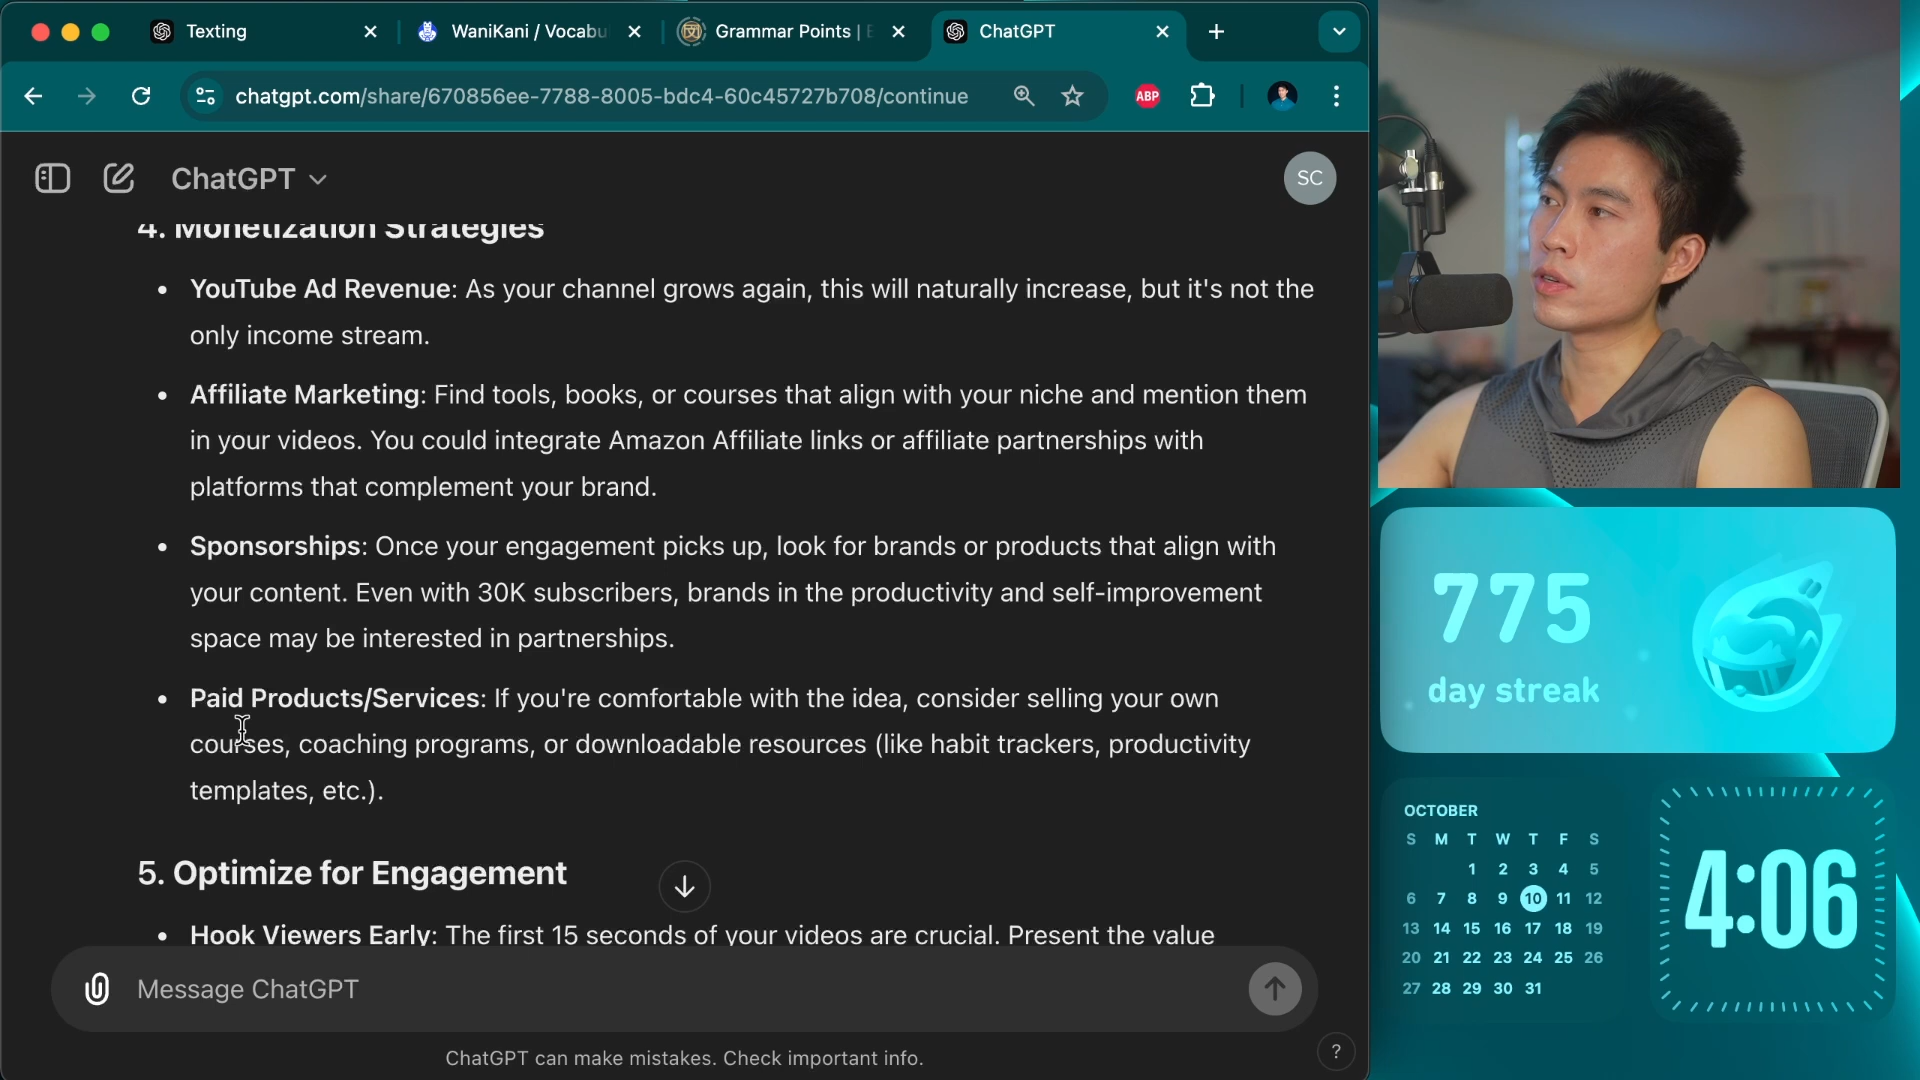 Texting
WaniKani / Vocabu
Grammar Points | E
ChatGPT
chatgpt.com/share/670856ee-7788-8005-bdc4-60c45727b708/continue
ABP
ChatGPT
SC
4. Monetization Strategies
YouTube Ad Revenue: As your channel grows again, this will naturally increase, but it's not the
only income stream.
Affiliate Marketing: Find tools, books, or courses that align with your niche and mention them
in your videos. You could integrate Amazon Affiliate links or affiliate partnerships with
platforms that complement your brand.
Sponsorships: Once your engagement picks up, look for brands or products that align with
your content. Even with 30K subscribers, brands in the productivity and self-improvement
space may be interested in partnerships.
Paid Products/Services: If you're comfortable with the idea, consider selling your own
courses, coaching programs, or downloadable resources (like habit trackers, productivity
templates, etc.).
5. Optimize for Engagement
Hook Viewers Early: The first 15 seconds of your videos are crucial. Present the value
Message ChatGPT
ChatGPT can make mistakes. Check important info.
?
775
day streak
OCTOBER
S M T W T F S
1 2 3 4 5
6 7 8 9 10 11 12
13 14 15 16 17 18 19
20 21 22 23 24 25 26
27 28 29 30 31
4:06